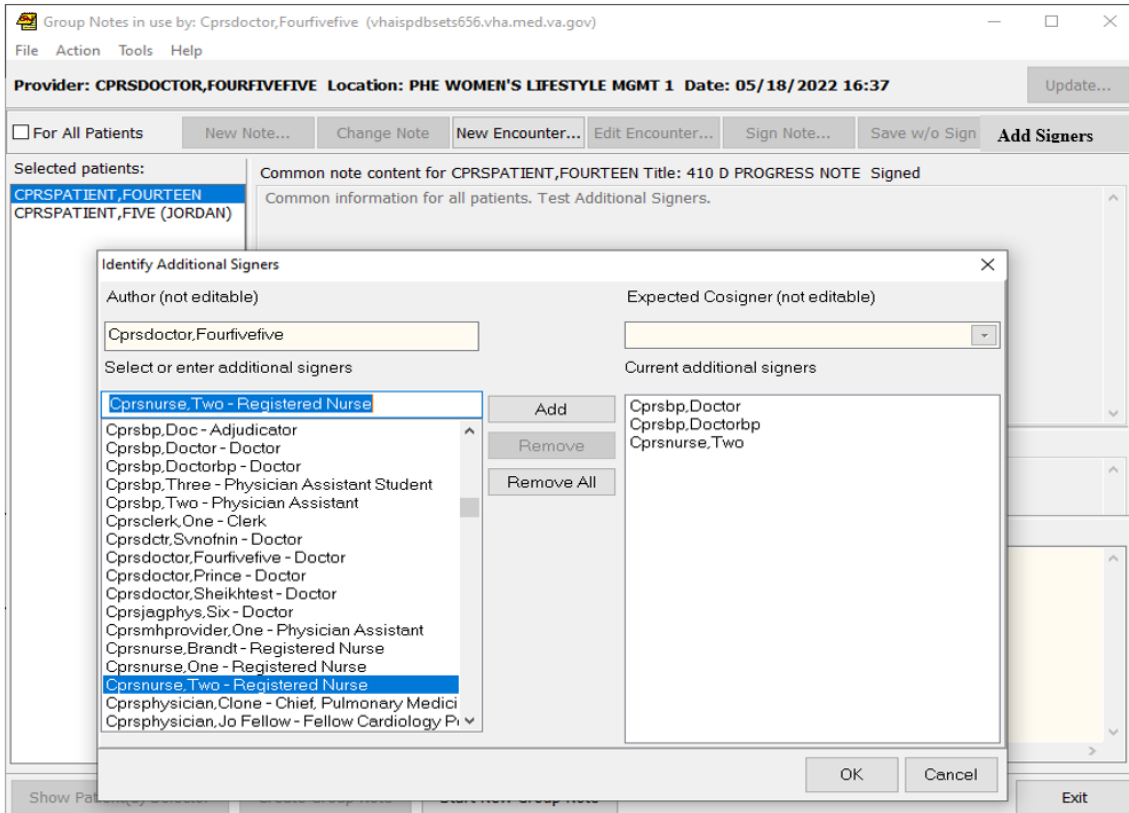 Group Notes in use by: Cprsdoctor,Fourfivefive (vhaispdbsets656.vha.med.va.gov)
File Action Tools Help
Provider: CPRSDOCTOR,FOURFIVEFIVE Location: PHE WOMEN'S LIFESTYLE MGMT 1 Date: 05/18/2022 16:37
Update...
For All Patients
New Note...
Change Note
New Encounter...
Edit Encounter...
Sign Note...
Save w/o Sign
Add Signers
Selected patients:
CPRSPATIENT,FOURTEEN
CPRSPATIENT,FIVE (JORDAN)
Common note content for CPRSPATIENT,FOURTEEN Title: 410 D PROGRESS NOTE Signed
Common information for all patients. Test Additional Signers.
Identify Additional Signers
Author (not editable)
Cprsdoctor,Fourfivefive
Expected Cosigner (not editable)
Select or enter additional signers
Cprsnurse,Two - Registered Nurse
Cprsbp,Doc - Adjudicator
Cprsbp,Doctor - Doctor
Cprsbp,Doctorbp - Doctor
Cprsbp,Three - Physician Assistant Student
Cprsbp,Two - Physician Assistant
Cprsclerk,One - Clerk
Cprsdctr,Svnofnin - Doctor
Cprsdoctor,Fourfivefive - Doctor
Cprsdoctor,Prince - Doctor
Cprsdoctor,Sheikhtest - Doctor
Cprsjagphys,Six - Doctor
Cprsmhprovider,One - Physician Assistant
Cprsnurse,Brandt - Registered Nurse
Cprsnurse,One - Registered Nurse
Cprsnurse,Two - Registered Nurse
Cprsphysician,Clone - Chief, Pulmonary Medici
Cprsphysician,Jo Fellow - Fellow Cardiology
Add
Remove
Remove All
Current additional signers
Cprsbp,Doctor
Cprsbp,Doctorbp
Cprsnurse,Two
OK
Cancel
Show
Start New Group Note
Exit